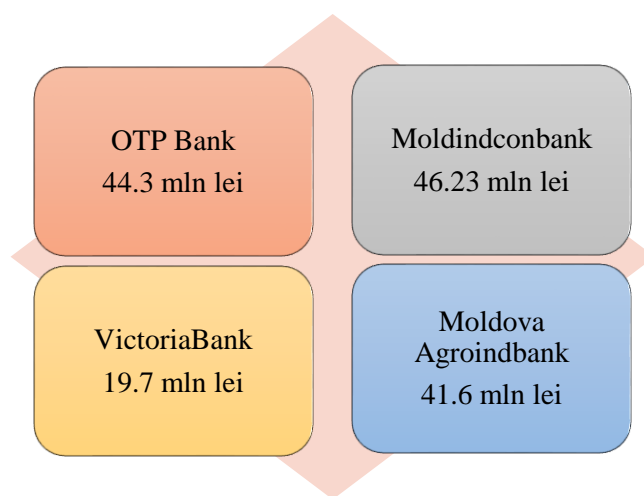 OTP Bank
44.3 mln lei
Moldindconbank
46.23 mln lei
VictoriaBank
19.7 mln lei
Moldova
Agroindbank
41.6 mln lei